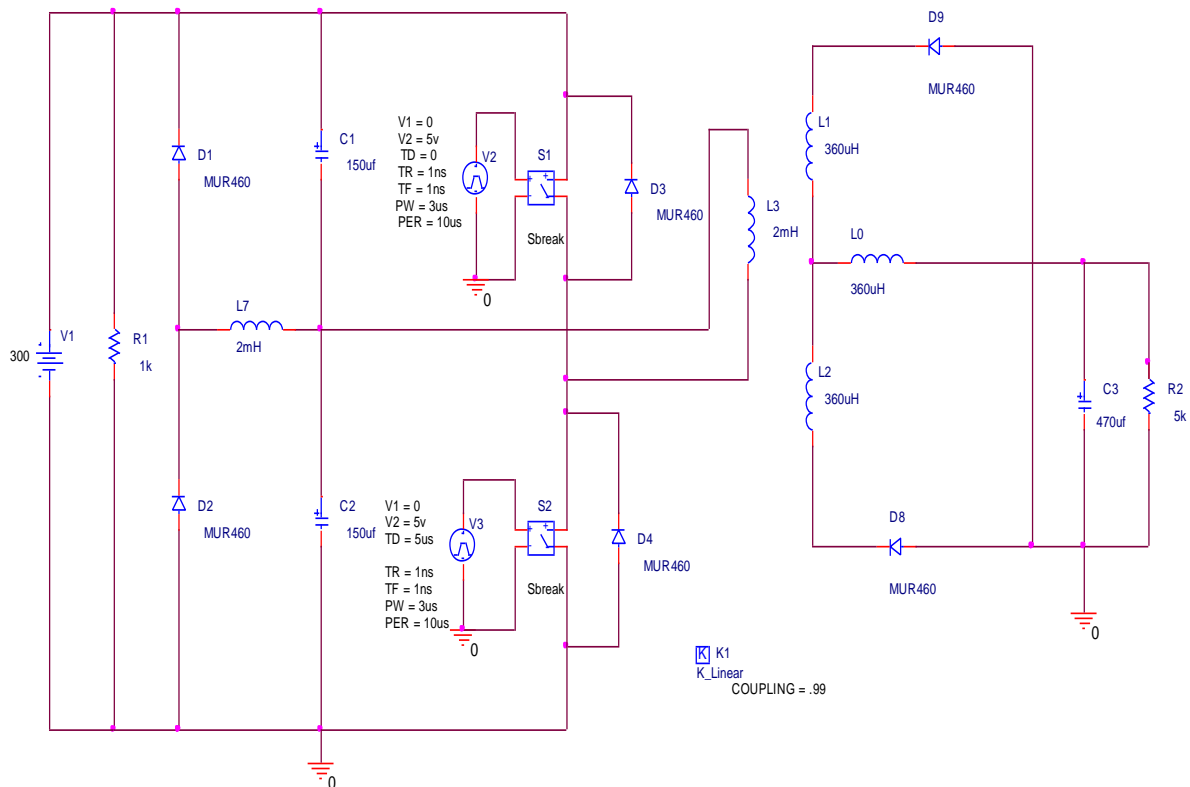 D9
MUR460
L1
360uH
V1 = 0
V2 = 5v
TD = 0
TR = 1ns
TF = 1ns
PW = 3us
PER = 10us
V2
S1
Sbreak
0
C1
150uf
D1
MUR460
D3
MUR460
L3
2mH
L0
360uH
L7
2mH
300
V1
R1
1k
L2
360uH
C3
470uf
R2
5k
D2
MUR460
C2
150uf
V1 = 0
V2 = 5v
TD = 5us
TR = 1ns
TF = 1ns
PW = 3us
PER = 10us
V3
S2
Sbreak
0
D4
MUR460
D8
MUR460
0
K K1
K_Linear
COUPLING = .99
0